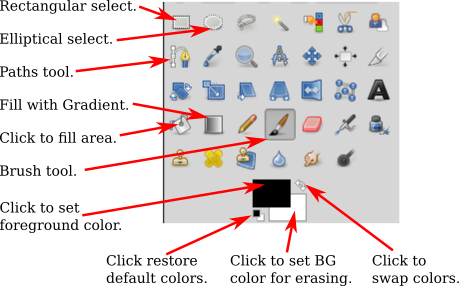 Rectangular select.
Elliptical select.
Paths tool.
Fill with Gradient.
Click to fill area.
Brush tool.
Click to set
foreground color.
Click restore
default colors.
Click to set BG
color for erasing.
Click to
swap colors.